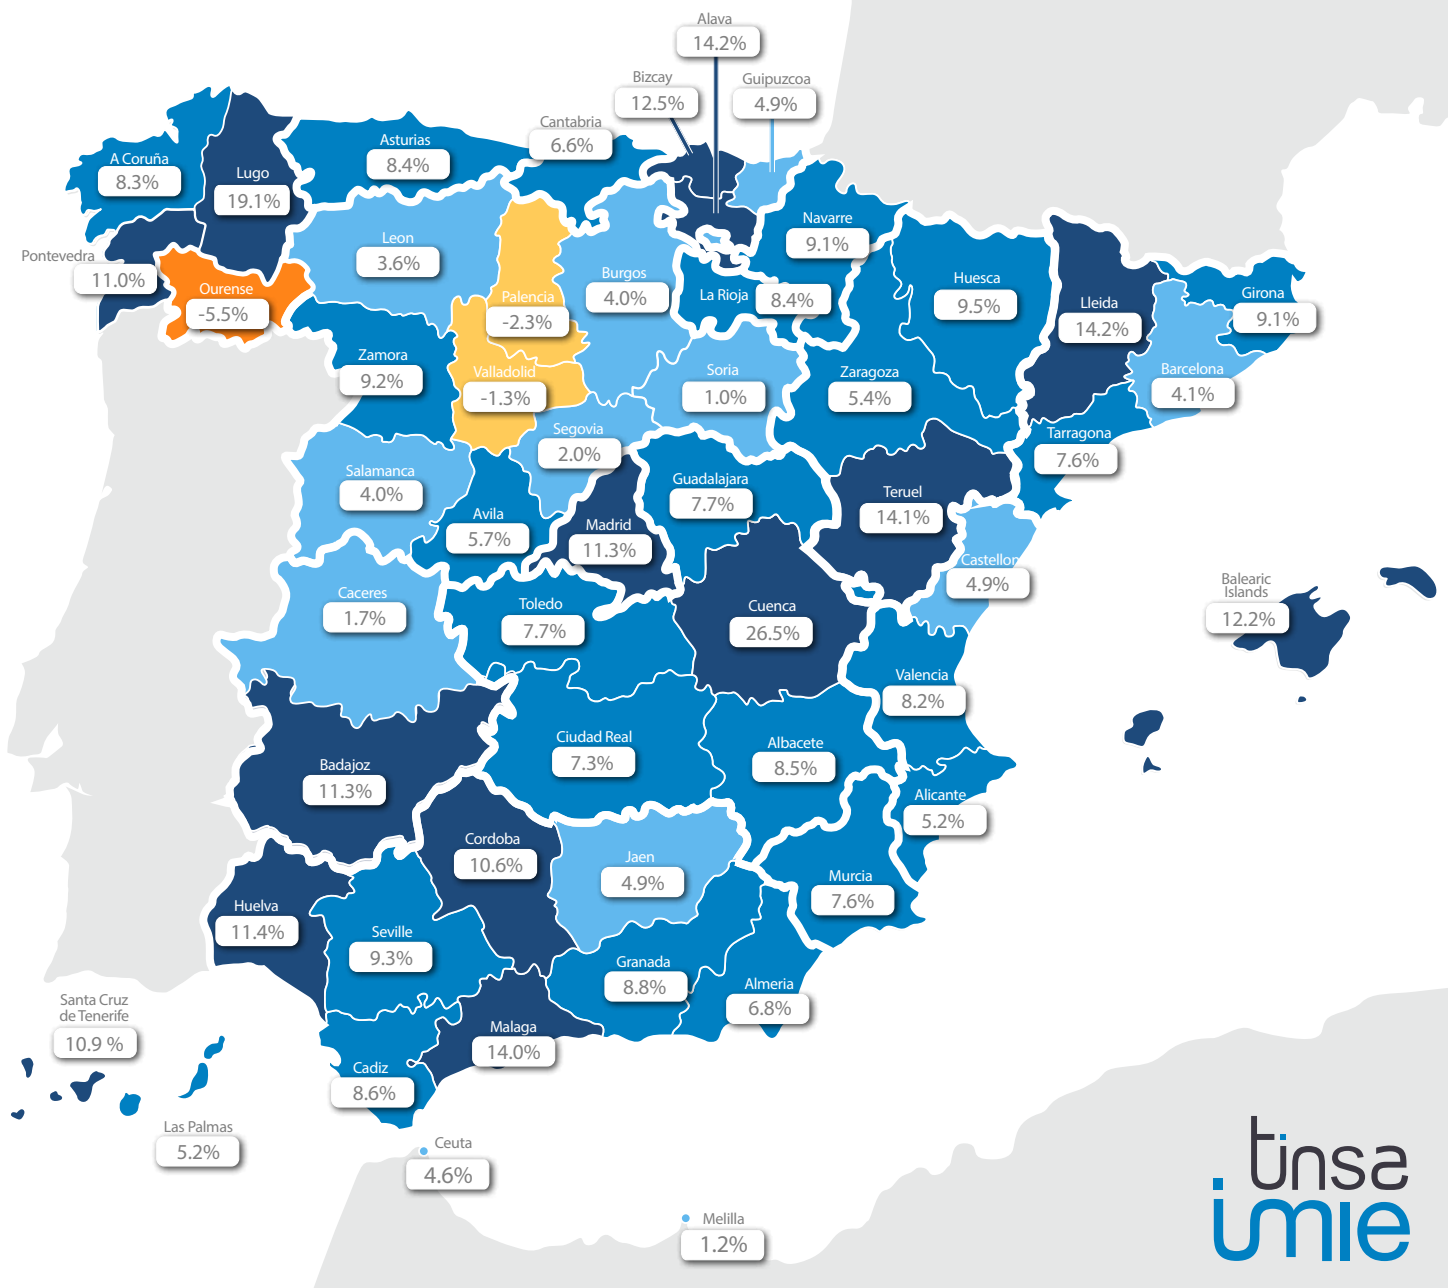 Alava
14.2%
Bizcay
12.5%
Guipuzcoa
4.9%
Cantabria
6.6%
Asturias
8.4%
A Coruña
8.3%
Lugo
19.1%
Pontevedra
11.0%
Ourense
-5.5%
Leon
3.6%
Palencia
-2.3%
Burgos
4.0%
Navarre
9.1%
La Rioja
8.4%
Huesca
9.5%
Lleida
14.2%
Girona
9.1%
Barcelona
4.1%
Zamora
9.2%
Valladolid
-1.3%
Soria
1.0%
Zaragoza
5.4%
Tarragona
7.6%
Segovia
2.0%
Salamanca
4.0%
Avila
5.7%
Madrid
11.3%
Guadalajara
7.7%
Teruel
14.1%
Castellon
4.9%
Caceres
1.7%
Toledo
7.7%
Cuenca
26.5%
Balearic
Islands
12.2%
Valencia
8.2%
Badajoz
11.3%
Ciudad Real
7.3%
Albacete
8.5%
Alicante
5.2%
Cordoba
10.6%
Jaen
4.9%
Murcia
7.6%
Huelva
11.4%
Seville
9.3%
Granada
8.8%
Almeria
6.8%
Malaga
14.0%
Cadiz
8.6%
Santa Cruz
de Tenerife
10.9 %
Las Palmas
5.2%
Ceuta
4.6%
Melilla
1.2%
tinsa
imie